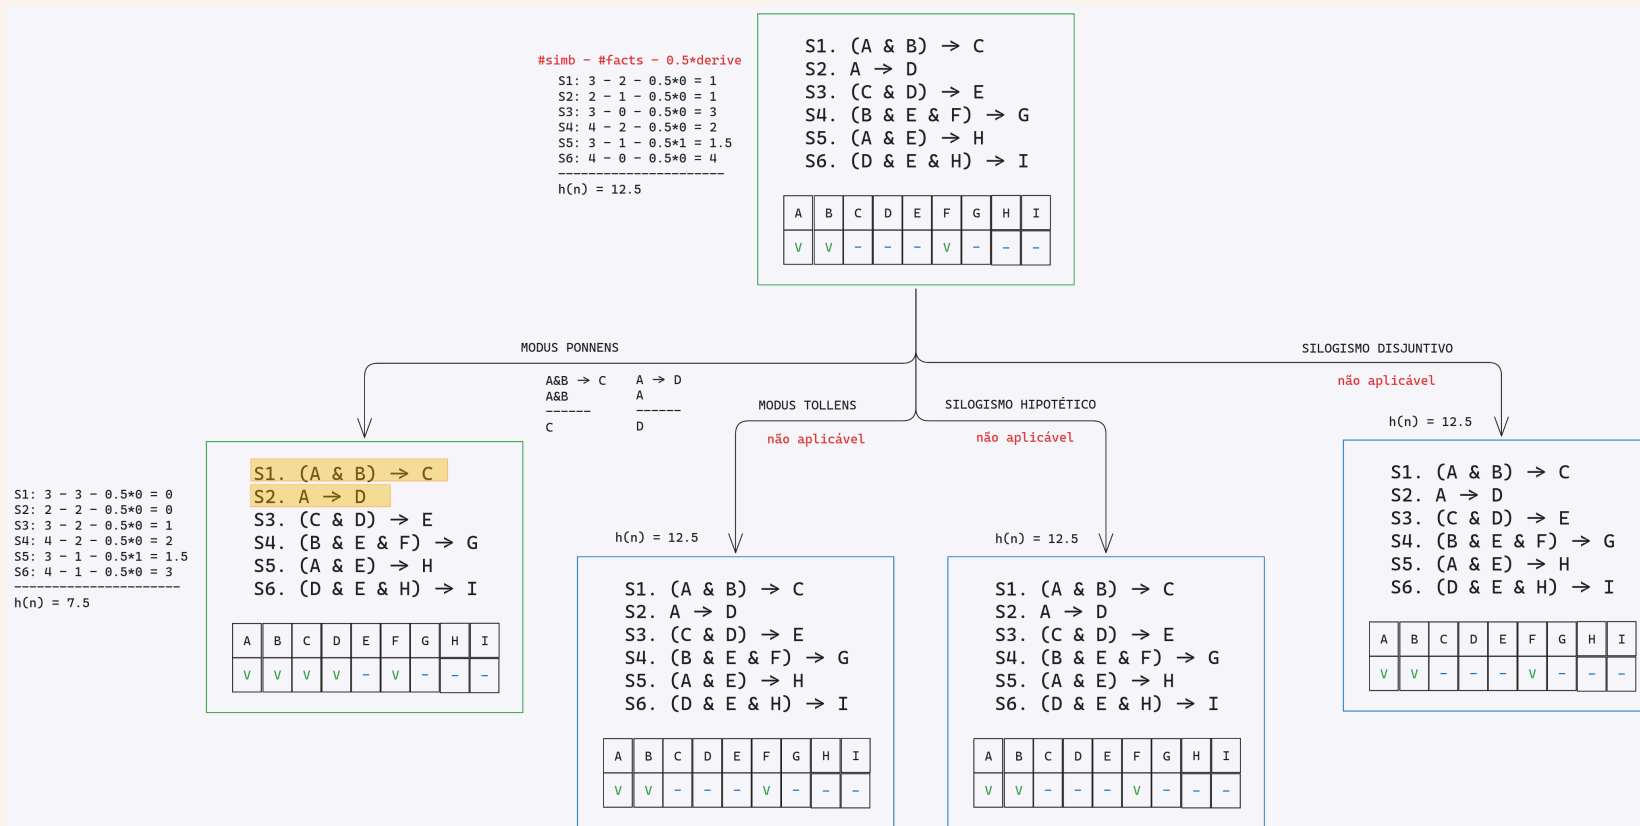 #simb - #facts - 0.5*derive
S1: 3 - 2 - 0.5*0 = 1
S2: 2 - 1 - 0.5*0 = 1
S3: 3 - 0 - 0.5*0 = 3
S4: 4 - 2 - 0.5*0 = 2
S5: 3 - 1 - 0.5*1 = 1.5
S6: 4 - 0 - 0.5*0 = 4
----------------------
h(n) = 12.5
S1. (A & B) → C
S2. A → D
S3. (C & D) → E
S4. (B & E & F) → G
S5. (A & E) → H
S6. (D & E & H) → I
A B C D E F G H I
V V - - - V - - -
MODUS PONNENS
A&B → C
A&B
------
C
A → D
A
------
D
MODUS TOLLENS
não aplicável
SILOGISMO HIPOTÉTICO
não aplicável
SILOGISMO DISJUNTIVO
não aplicável
S1: 3 - 3 - 0.5*0 = 0
S2: 2 - 2 - 0.5*0 = 0
S3: 3 - 2 - 0.5*0 = 1
S4: 4 - 2 - 0.5*0 = 2
S5: 3 - 1 - 0.5*1 = 1.5
S6: 4 - 1 - 0.5*0 = 3
----------------------
h(n) = 7.5
S1. (A & B) → C
S2. A → D
S3. (C & D) → E
S4. (B & E & F) → G
S5. (A & E) → H
S6. (D & E & H) → I
A B C D E F G H I
V V V V - V - - -
h(n) = 12.5
S1. (A & B) → C
S2. A → D
S3. (C & D) → E
S4. (B & E & F) → G
S5. (A & E) → H
S6. (D & E & H) → I
A B C D E F G H I
V V - - - V - - -
h(n) = 12.5
S1. (A & B) → C
S2. A → D
S3. (C & D) → E
S4. (B & E & F) → G
S5. (A & E) → H
S6. (D & E & H) → I
A B C D E F G H I
V V - - - V - - -
h(n) = 12.5
S1. (A & B) → C
S2. A → D
S3. (C & D) → E
S4. (B & E & F) → G
S5. (A & E) → H
S6. (D & E & H) → I
A B C D E F G H I
V V - - - V - - -